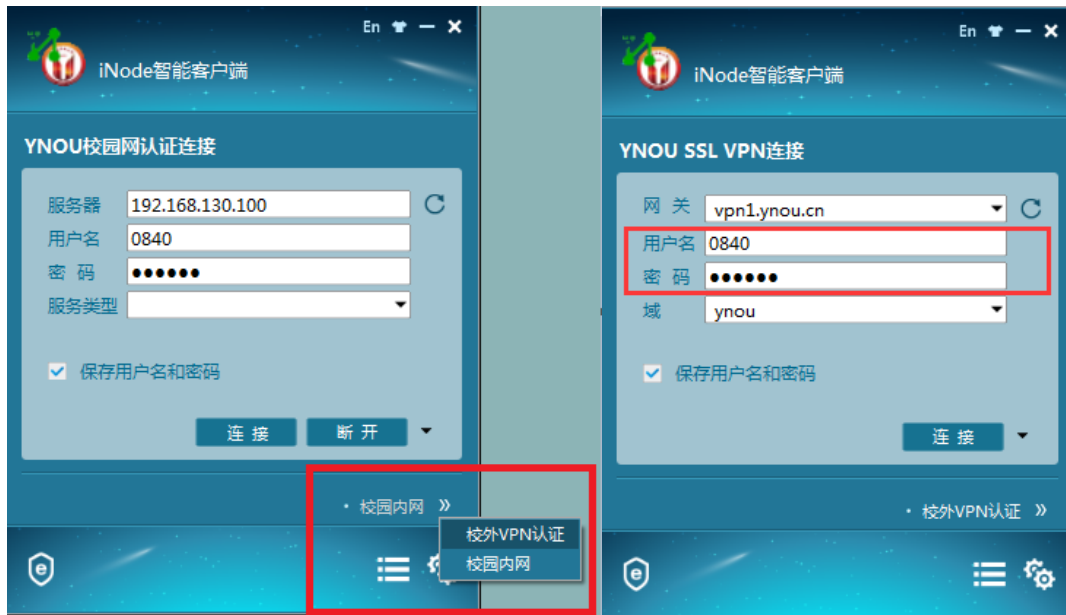 En
iNode智能客户端
YNOU校园网认证连接
服务器 192.168.130.100
用户名 0840
密 码 ●●●●●●
服务类型
保存用户名和密码
连 接 断 开
· 校园内网 »
校外VPN认证
校园内网
En
iNode智能客户端
YNOU SSL VPN连接
网 关 vpn1.ynou.cn
用户名 0840
密 码 ●●●●●●
域 ynou
保存用户名和密码
连 接
· 校外VPN认证 »